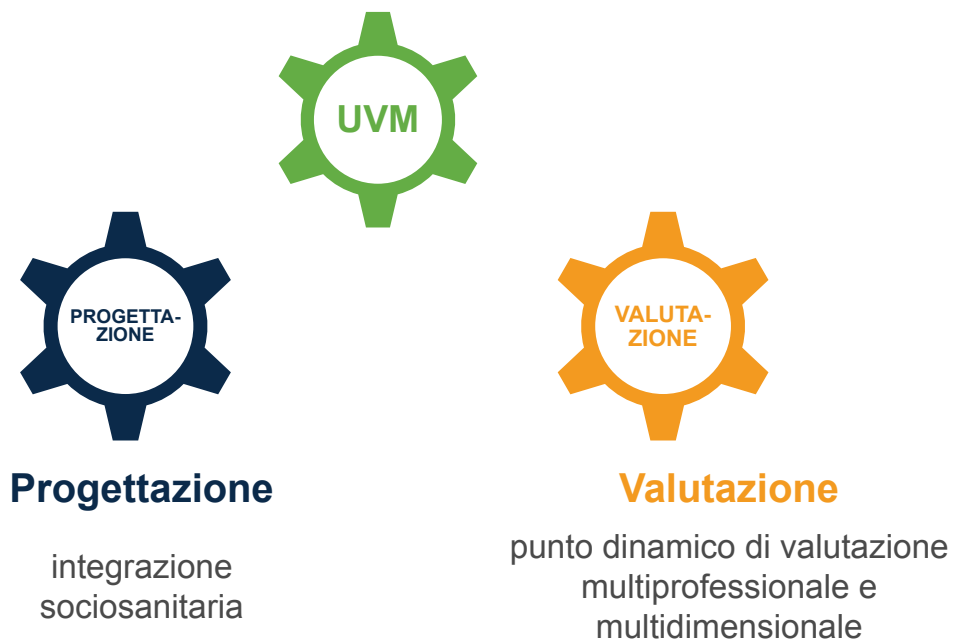 UVM
PROGETTA-
ZIONE
VALUTA-
ZIONE
Progettazione
integrazione
sociosanitaria
Valutazione
punto dinamico di valutazione
multiprofessionale e
multidimensionale